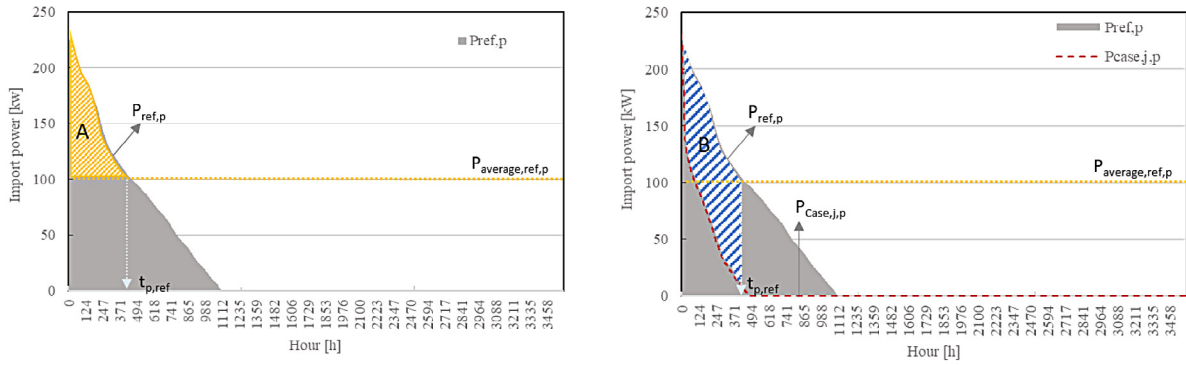 250
200
150
100
50
0
Import power [kw]
Pref,p
A
Pref,p
Paverage,ref,p
tp,ref
0 124 247 371 494 618 741 865 988 1112 1235 1359 1482 1606 1729 1853 1976 2100 2223 2347 2470 2594 2717 2841 2964 3088 3211 3335 3458
Hour [h]
250
200
150
100
50
0
Import power [kW]
Pref,p
Pcase,j,p
B
Pref,p
Paverage,ref,p
PCase,j,p
tp,ref
0 124 247 371 494 618 741 865 988 1112 1235 1359 1482 1606 1729 1853 1976 2100 2223 2347 2470 2594 2717 2841 2964 3088 3211 3335 3458
Hour [h]